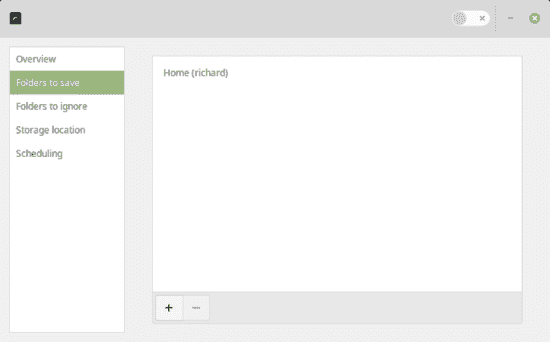 Overview
Folders to save
Folders to ignore
Storage location
Scheduling
Home (richard)